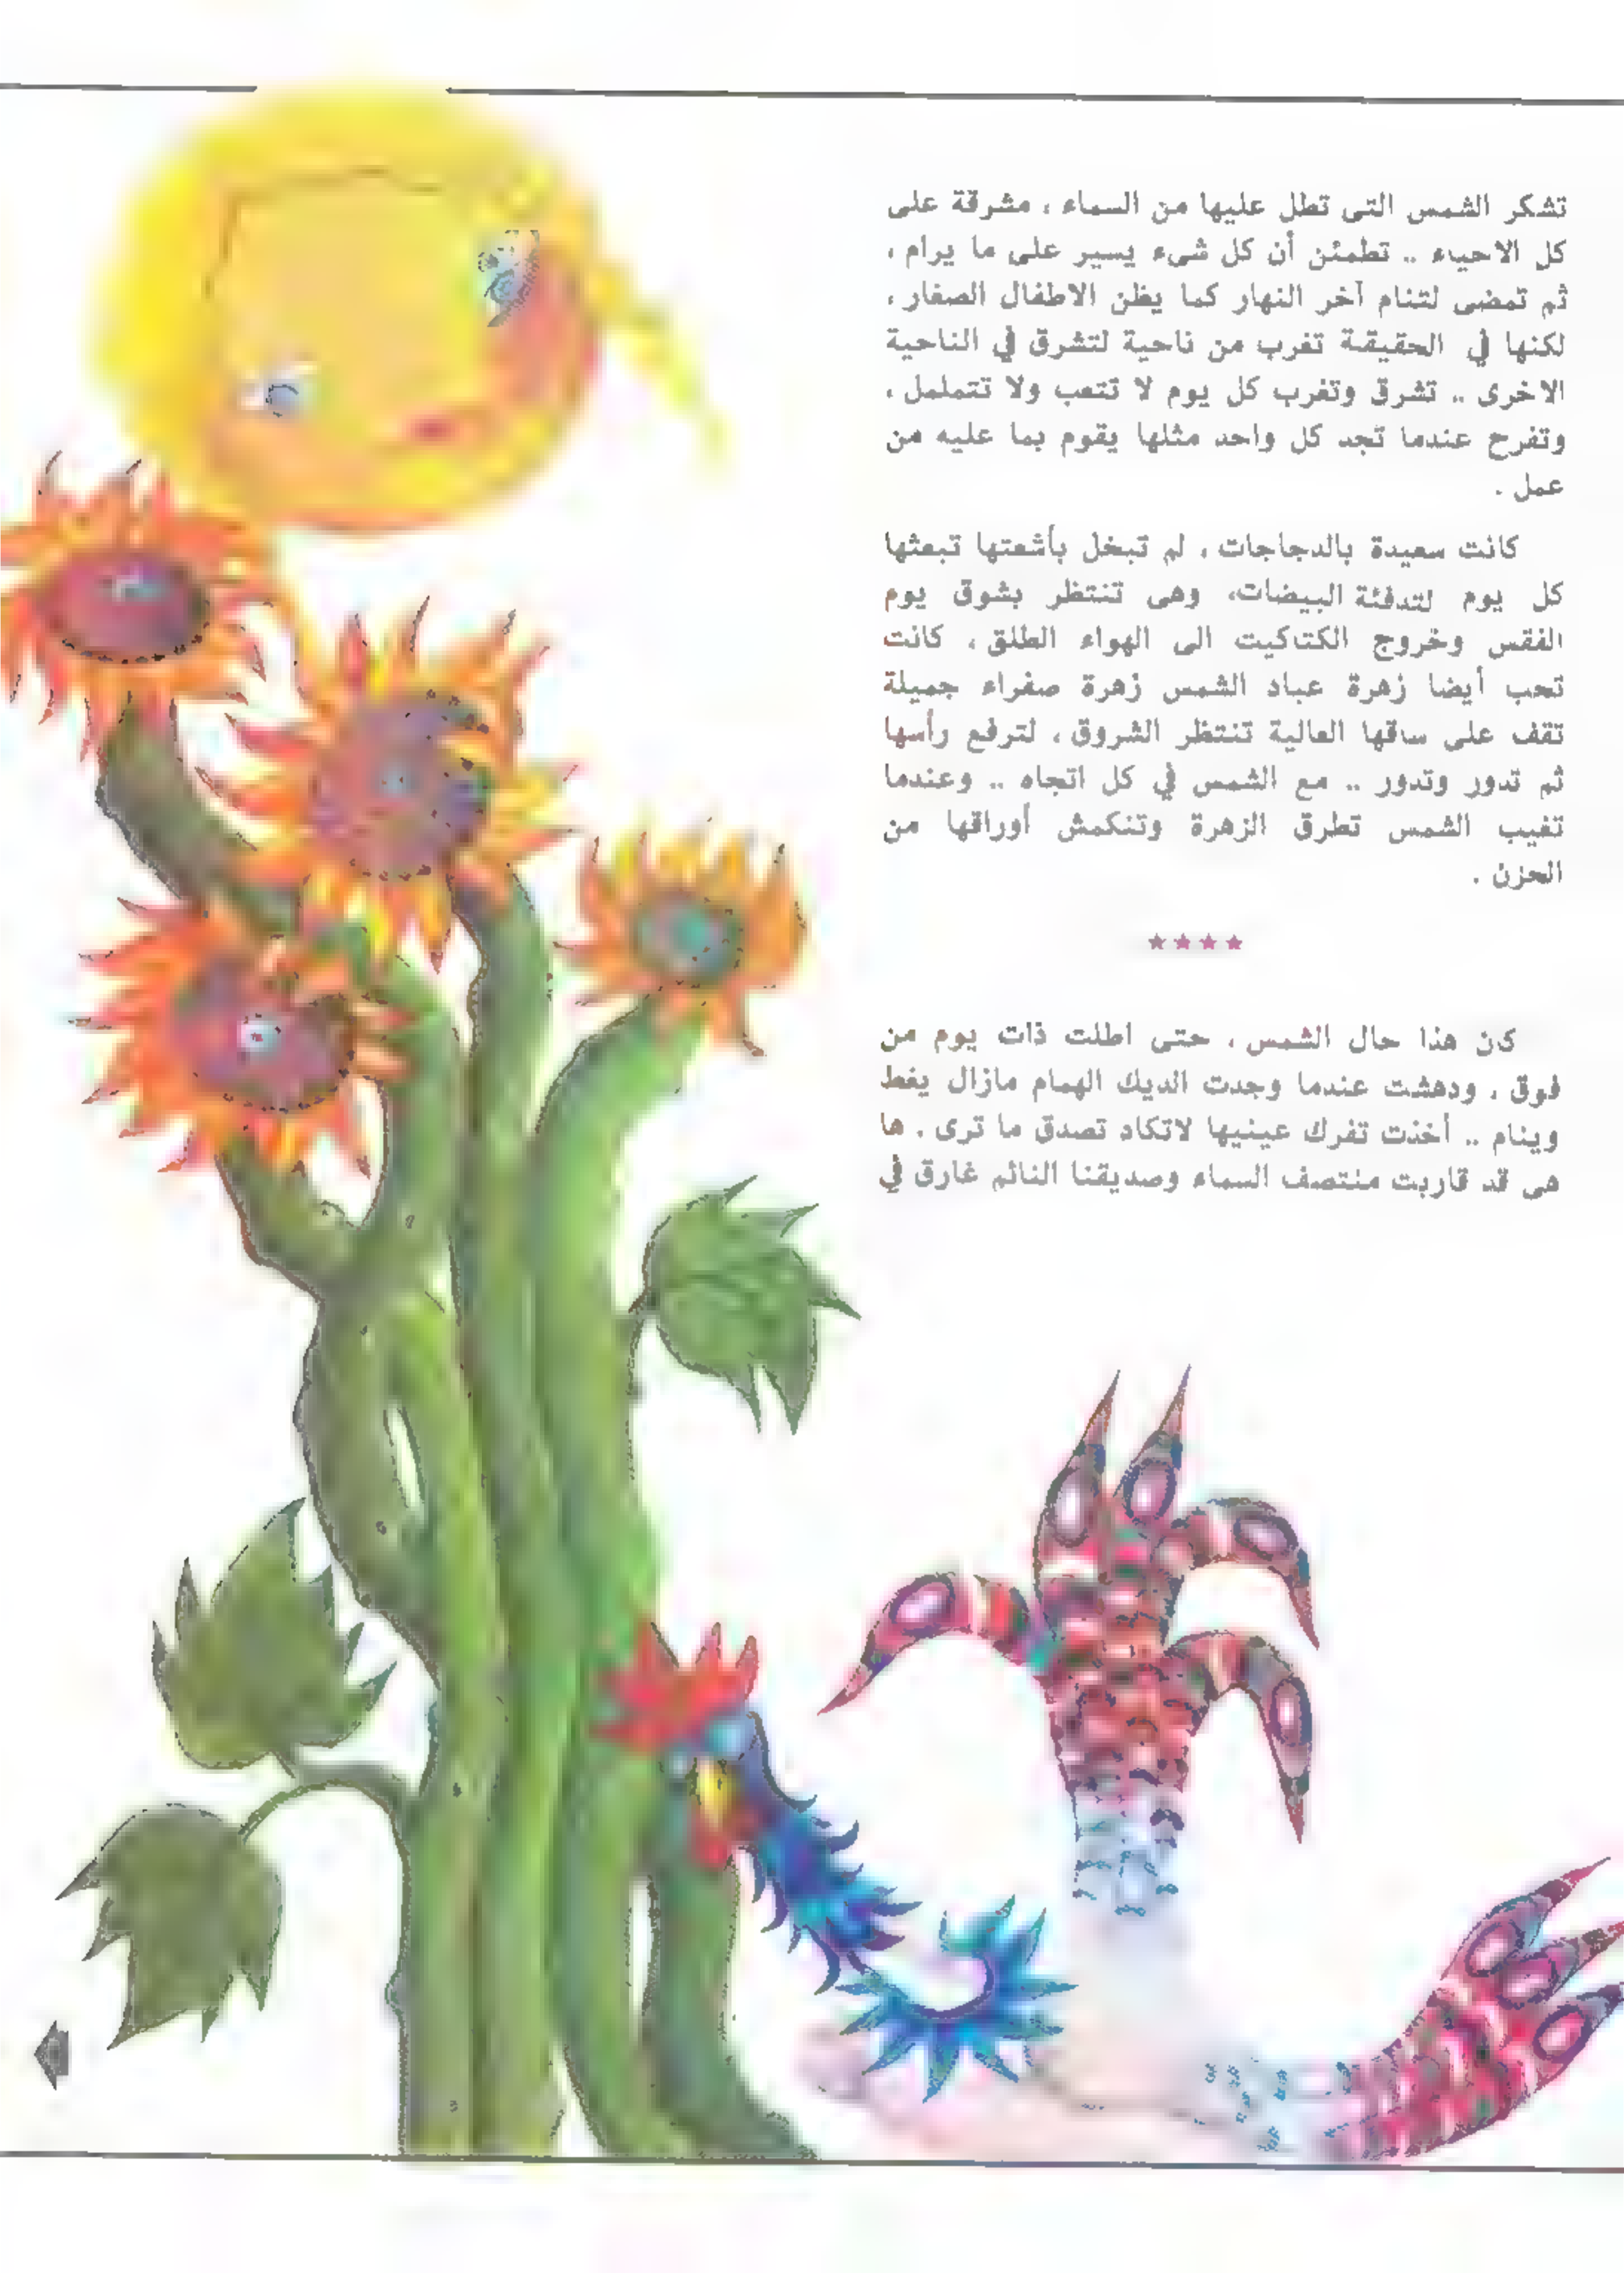 تشكر الشمس التى تطل عليها من السماء ، مشرقة على
كل الاحياء .. تطمئن أن كل شىء يسير على ما يرام ،
ثم تمضى لتنام آخر النهار كما يظن الاطفال الصغار ،
لكنها في الحقيقة تغرب من ناحية لتشرق في الناحية
الاخرى .. تشرق وتغرب كل يوم لا تتعب ولا تتململ ،
وتفرح عندما تجد كل واحد مثلها يقوم بما عليه من
عمل .
كانت سعيدة بالدجاجات ، لم تبخل بأشعتها تبعثها
كل يوم لتدفئة البيضات، وهى تنتظر بشوق يوم
الفقس وخروج الكتاكيت الى الهواء الطلق ، كانت
تحب أيضا زهرة عباد الشمس زهرة صفراء جميلة
تقف على ساقها العالية تنتظر الشروق ، لترفع رأسها
ثم تدور وتدور .. مع الشمس في كل اتجاه .. وعندما
تغيب الشمس تطرق الزهرة وتنكمش أوراقها من
الحزن .
★★★★
كان هذا حال الشمس ، حتى اطلت ذات يوم من
فوق ، ودهشت عندما وجدت الديك الهمام مازال يغط
وينام .. أخذت تفرك عينيها لاتكاد تصدق ما ترى . ها
هى قد قاربت منتصف السماء وصديقنا النائم غارق في